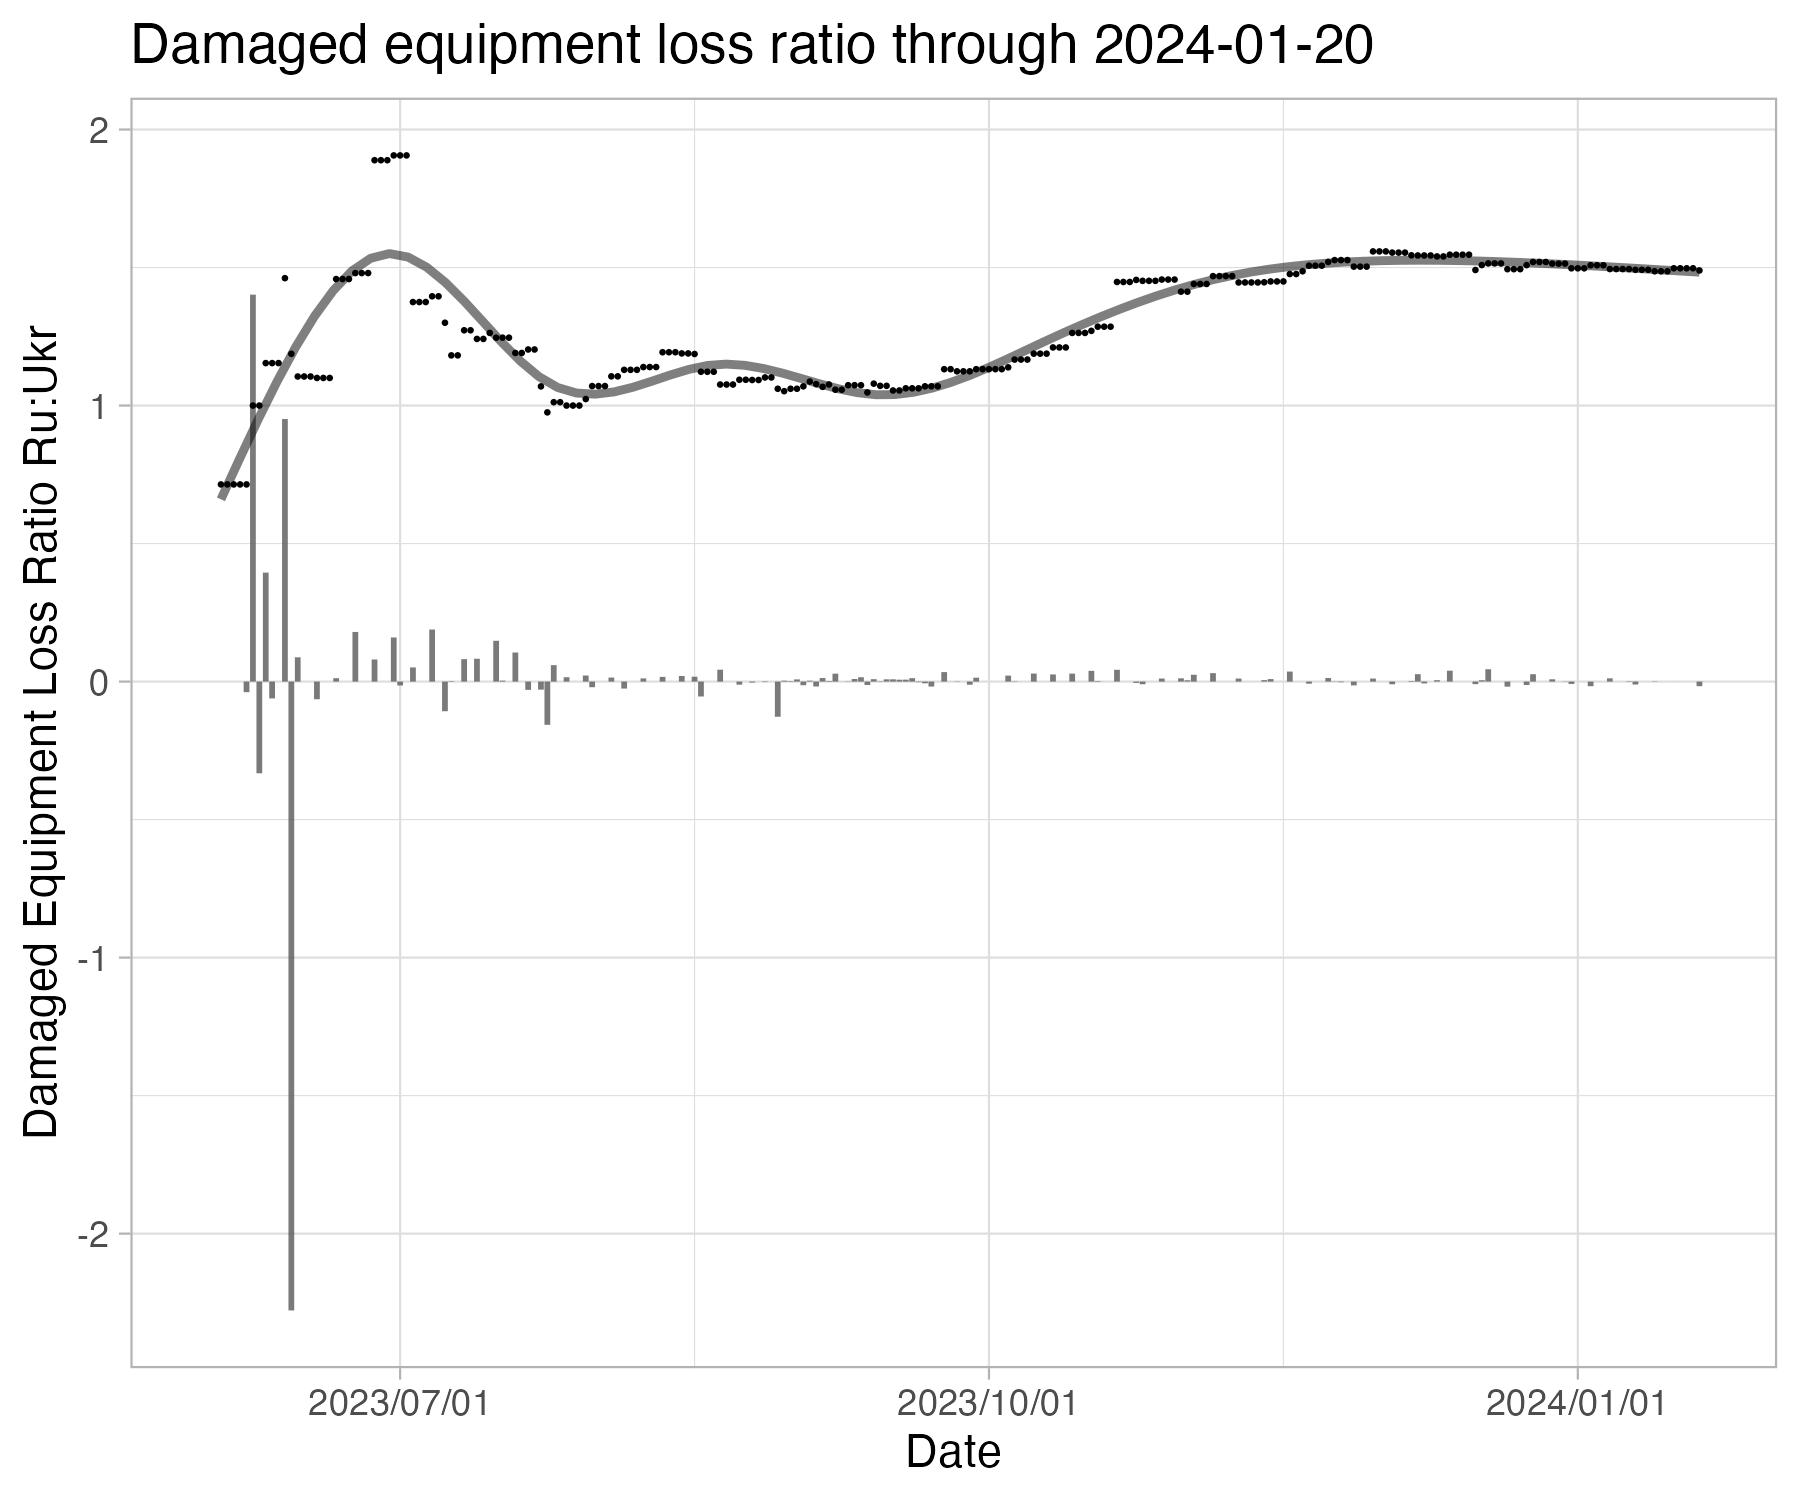 Damaged equipment loss ratio through 2024-01-20
Damaged Equipment Loss Ratio Ru:Ukr
2
1
0
-1
-2
2023/07/01
2023/10/01
2024/01/01
Date